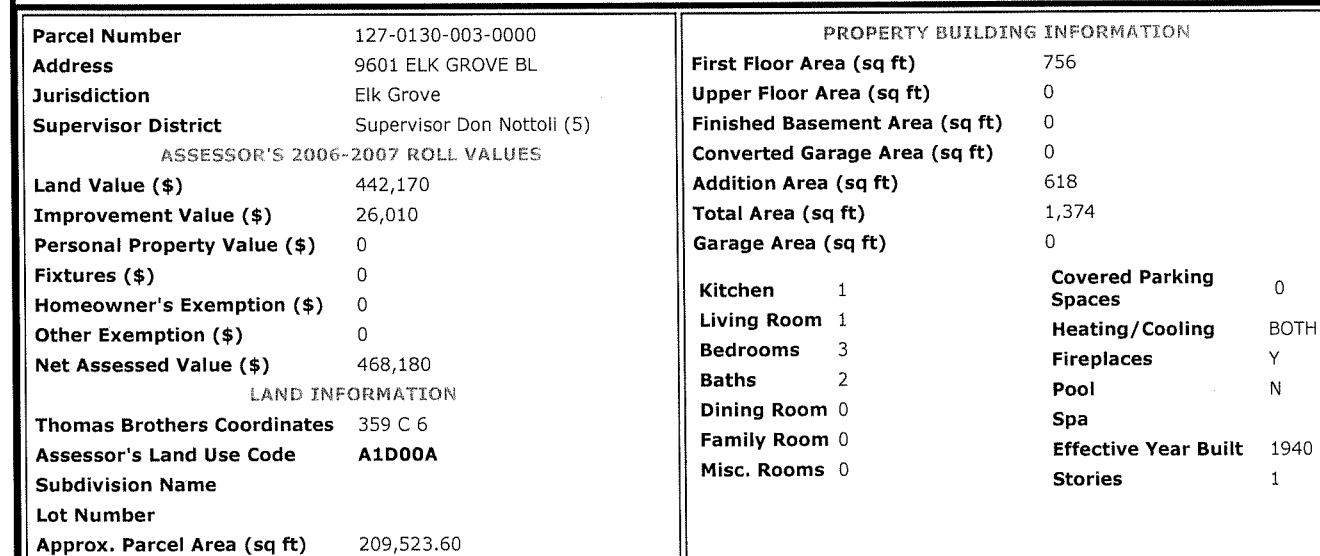 Parcel Number 127-0130-003-0000
Address 9601 ELK GROVE BL
Jurisdiction Elk Grove
Supervisor District Supervisor Don Nottoli (5)
ASSESSOR'S 2006-2007 ROLL VALUES
Land Value ($) 442,170
Improvement Value ($) 26,010
Personal Property Value ($) 0
Fixtures ($) 0
Homeowner's Exemption ($) 0
Other Exemption ($) 0
Net Assessed Value ($) 468,180
LAND INFORMATION
Thomas Brothers Coordinates 359 C 6
Assessor's Land Use Code A1D00A
Subdivision Name
Lot Number
Approx. Parcel Area (sq ft) 209,523.60
PROPERTY BUILDING INFORMATION
First Floor Area (sq ft) 756
Upper Floor Area (sq ft) 0
Finished Basement Area (sq ft) 0
Converted Garage Area (sq ft) 0
Addition Area (sq ft) 618
Total Area (sq ft) 1,374
Garage Area (sq ft) 0
Kitchen 1
Living Room 1
Bedrooms 3
Baths 2
Dining Room 0
Family Room 0
Misc. Rooms 0
Covered Parking
Spaces 0
Heating/Cooling BOTH
Fireplaces Y
Pool N
Spa
Effective Year Built 1940
Stories 1